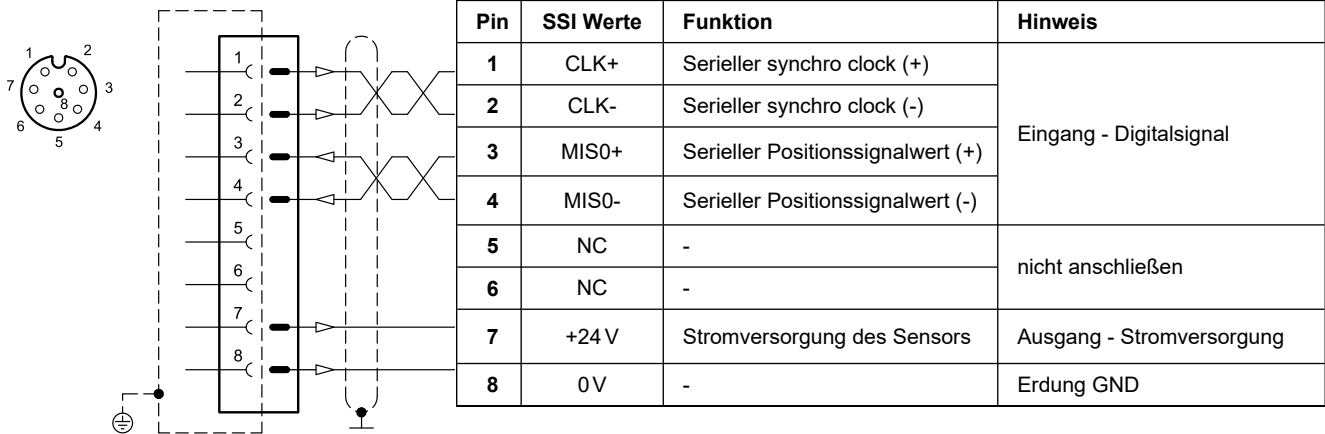 1 2
7 3
8
6 4
5
1
2
3
4
5
6
7
8
Pin SSI Werte Funktion Hinweis
1 CLK+ Serieller synchro clock (+)
2 CLK- Serieller synchro clock (-)
Eingang - Digitalsignal
3 MIS0+ Serieller Positionssignalwert (+)
4 MIS0- Serieller Positionssignalwert (-)
5 NC -
nicht anschließen
6 NC -
7 +24 V Stromversorgung des Sensors Ausgang - Stromversorgung
8 0 V - Erdung GND